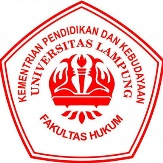 KEMENTRIAN PENDIDIKAN DAN KEBUDAYAAN
UNIVERSITAS LAMPUNG
FAKULTAS HUKUM